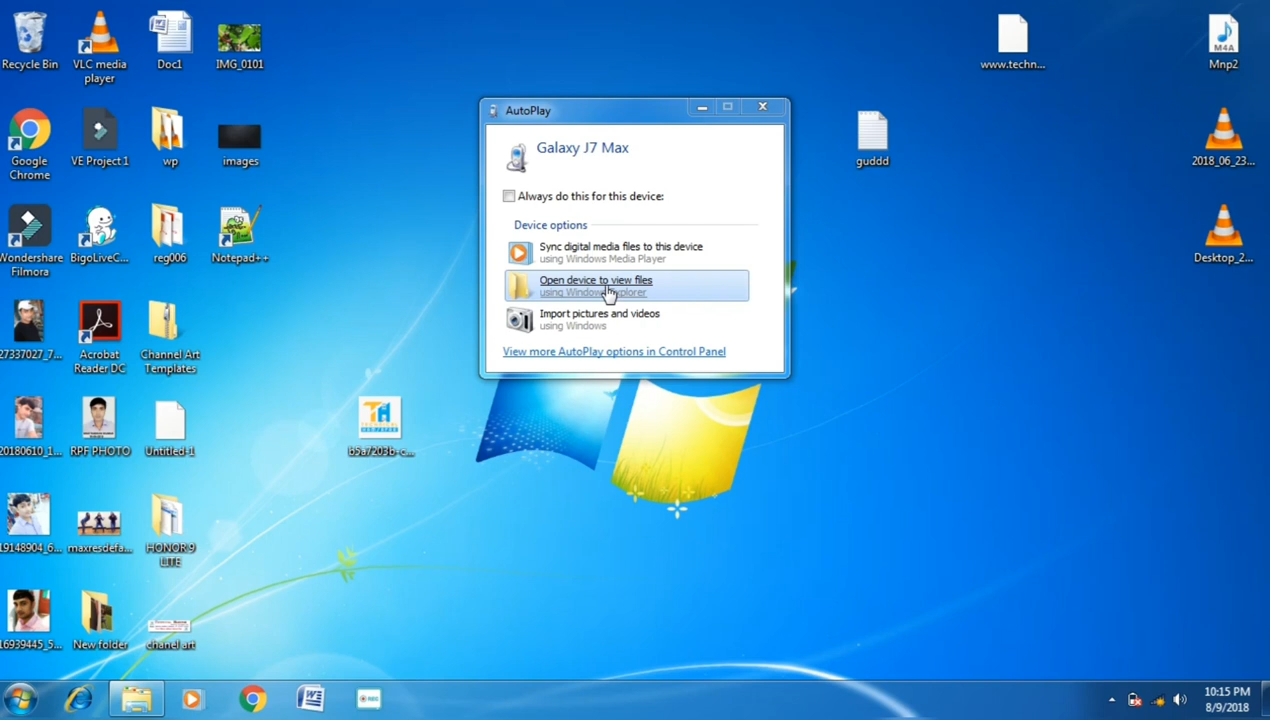 Recycle Bin
VLC media
player
Doc1
IMG_0101
www.techn...
M4A
Mnp2
AutoPlay
Galaxy J7 Max
Always do this for this device:
Device options
Sync digital media files to this device
using Windows Media Player
Open device to view files
using Windows Explorer
Import pictures and videos
using Windows
View more AutoPlay options in Control Panel
Google
Chrome
VE Project 1
wp
images
guddd
2018_06_23...
Wondershare
Filmora
BigoLiveC...
reg006
Notepad++
Desktop_2...
27337027_7...
Acrobat
Reader DC
Channel Art
Templates
20180610_1...
RPF PHOTO
Untitled-1
TH
b5a7203b-c...
19148904_6...
maxresdefa...
HONOR 9
LITE
16939445_5...
New folder
chanel art
REC
10:15 PM
8/9/2018